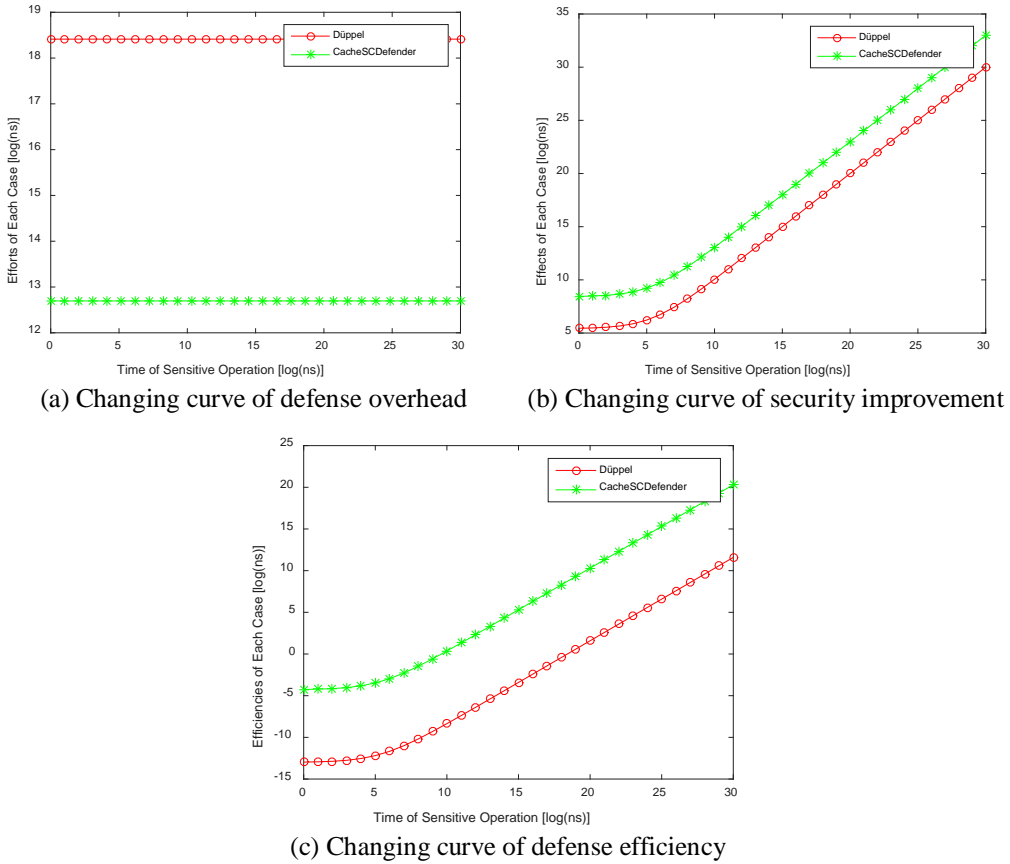 19
18
17
16
15
14
13
12
Efforts of Each Case [log(ns)]
Düppel
CacheSCDefender
0 5 10 15 20 25 30
Time of Sensitive Operation [log(ns)]
(a) Changing curve of defense overhead
35
30
25
20
15
10
5
Effects of Each Case [log(ns)]
Düppel
CacheSCDefender
0 5 10 15 20 25 30
Time of Sensitive Operation [log(ns)]
(b) Changing curve of security improvement
25
20
15
10
5
0
-5
-10
-15
Efficiencies of Each Case [log(ns)]
Düppel
CacheSCDefender
0 5 10 15 20 25 30
Time of Sensitive Operation [log(ns)]
(c) Changing curve of defense efficiency